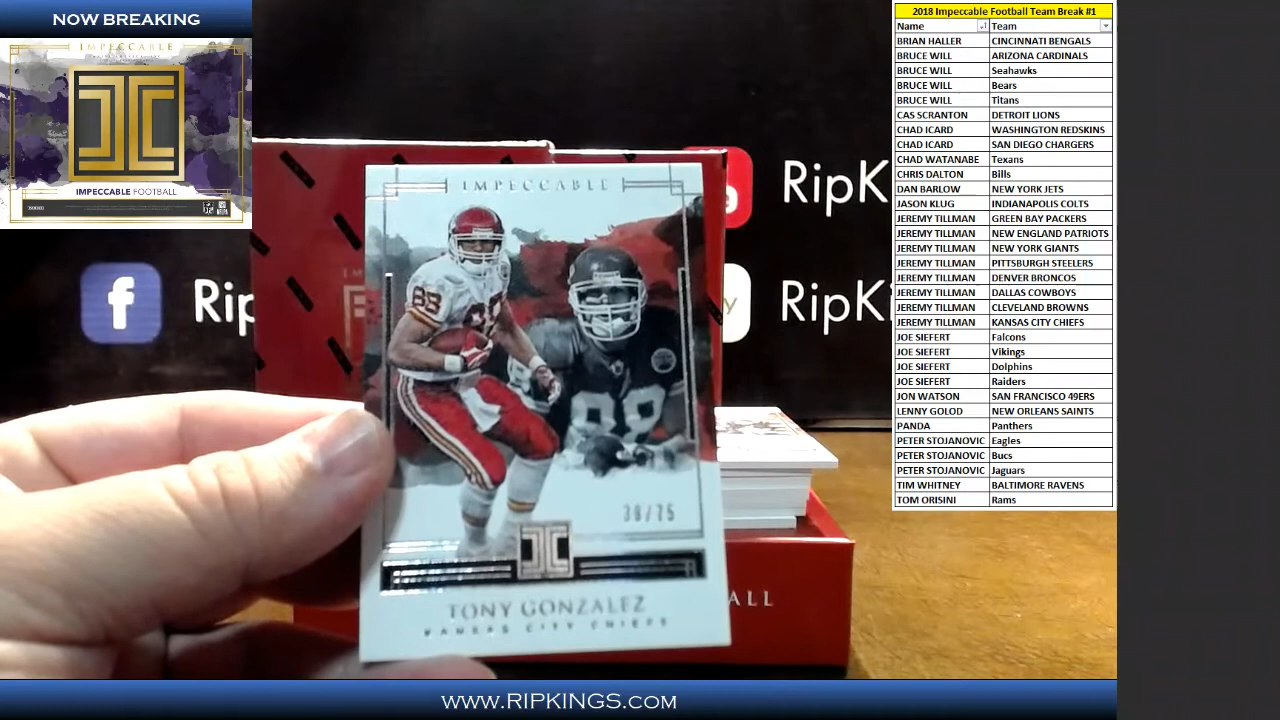 NOW BREAKING
IMPECCABLE
IMPECCABLE FOOTBALL
2018 Impeccable Football Team Break #1
Name Team
BRIAN HALLER CINCINNATI BENGALS
BRUCE WILL ARIZONA CARDINALS
BRUCE WILL Seahawks
BRUCE WILL Bears
BRUCE WILL Titans
CAS SCRANTON DETROIT LIONS
CHAD ICARD WASHINGTON REDSKINS
CHAD ICARD SAN DIEGO CHARGERS
CHAD WATANABE Texans
CHRIS DALTON Bills
DAN BARLOW NEW YORK JETS
JASON KLUG INDIANAPOLIS COLTS
JEREMY TILLMAN GREEN BAY PACKERS
JEREMY TILLMAN NEW ENGLAND PATRIOTS
JEREMY TILLMAN NEW YORK GIANTS
JEREMY TILLMAN PITTSBURGH STEELERS
JEREMY TILLMAN DENVER BRONCOS
JEREMY TILLMAN DALLAS COWBOYS
JEREMY TILLMAN CLEVELAND BROWNS
JEREMY TILLMAN KANSAS CITY CHIEFS
JOE SIEFERT Falcons
JOE SIEFERT Vikings
JOE SIEFERT Dolphins
JOE SIEFERT Raiders
JON WATSON SAN FRANCISCO 49ERS
LENNY GOLOD NEW ORLEANS SAINTS
PANDA Panthers
PETER STOJANOVIC Eagles
PETER STOJANOVIC Bucs
PETER STOJANOVIC Jaguars
TIM WHITNEY BALTIMORE RAVENS
TOM ORISINI Rams
IMPECCABLE
RipK
f Rip
RipKi
88
88
38/75
TONY GONZALEZ
KANSAS CITY CHIEFS
ALL
WWW.RIPKINGS.COM